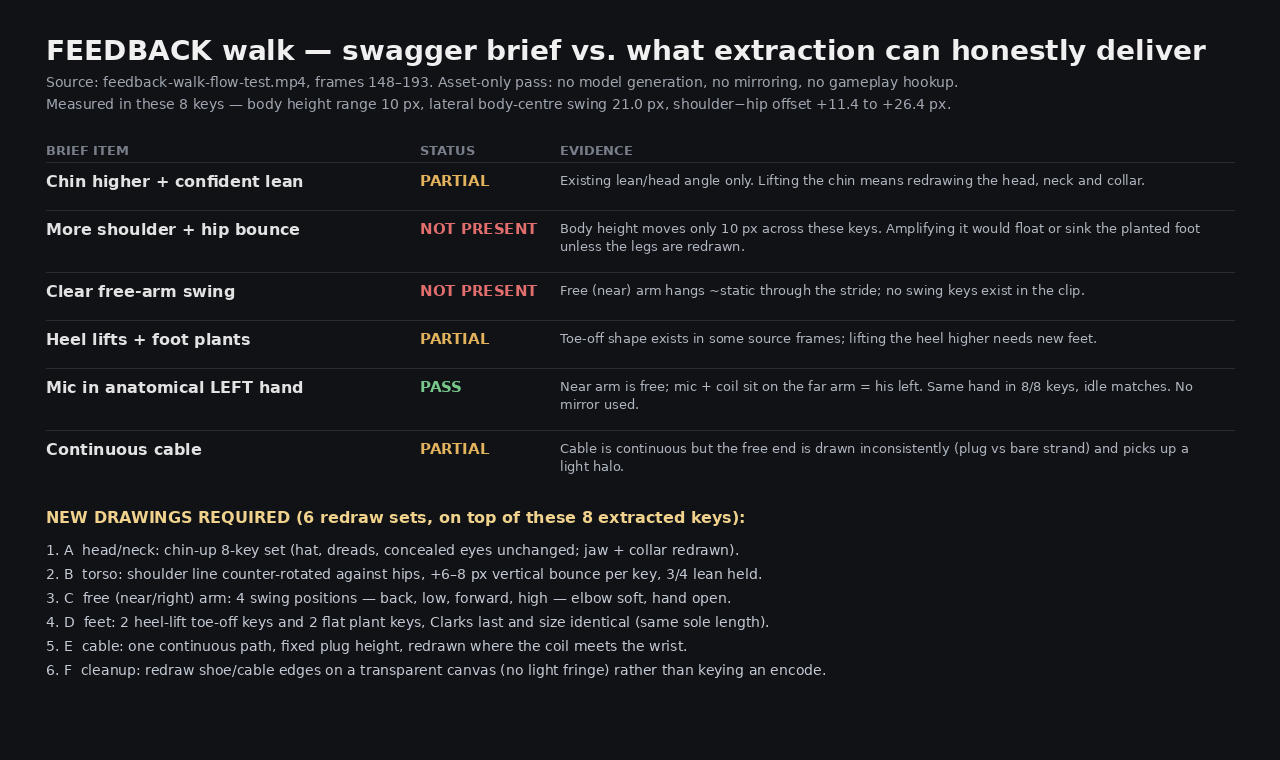 FEEDBACK walk — swagger brief vs. what extraction can honestly deliver
Source: feedback-walk-flow-test.mp4, frames 148–193. Asset-only pass: no model generation, no mirroring, no gameplay hookup.
Measured in these 8 keys — body height range 10 px, lateral body-centre swing 21.0 px, shoulder−hip offset +11.4 to +26.4 px.
BRIEF ITEM STATUS EVIDENCE
Chin higher + confident lean PARTIAL Existing lean/head angle only. Lifting the chin means redrawing the head, neck and collar.
More shoulder + hip bounce NOT PRESENT Body height moves only 10 px across these keys. Amplifying it would float or sink the planted foot
unless the legs are redrawn.
Clear free-arm swing NOT PRESENT Free (near) arm hangs ~static through the stride; no swing keys exist in the clip.
Heel lifts + foot plants PARTIAL Toe-off shape exists in some source frames; lifting the heel higher needs new feet.
Mic in anatomical LEFT hand PASS Near arm is free; mic + coil sit on the far arm = his left. Same hand in 8/8 keys, idle matches. No
mirror used.
Continuous cable PARTIAL Cable is continuous but the free end is drawn inconsistently (plug vs bare strand) and picks up a
light halo.
NEW DRAWINGS REQUIRED (6 redraw sets, on top of these 8 extracted keys):
1. A head/neck: chin-up 8-key set (hat, dreads, concealed eyes unchanged; jaw + collar redrawn).
2. B torso: shoulder line counter-rotated against hips, +6–8 px vertical bounce per key, 3/4 lean held.
3. C free (near/right) arm: 4 swing positions — back, low, forward, high — elbow soft, hand open.
4. D feet: 2 heel-lift toe-off keys and 2 flat plant keys, Clarks last and size identical (same sole length).
5. E cable: one continuous path, fixed plug height, redrawn where the coil meets the wrist.
6. F cleanup: redraw shoe/cable edges on a transparent canvas (no light fringe) rather than keying an encode.